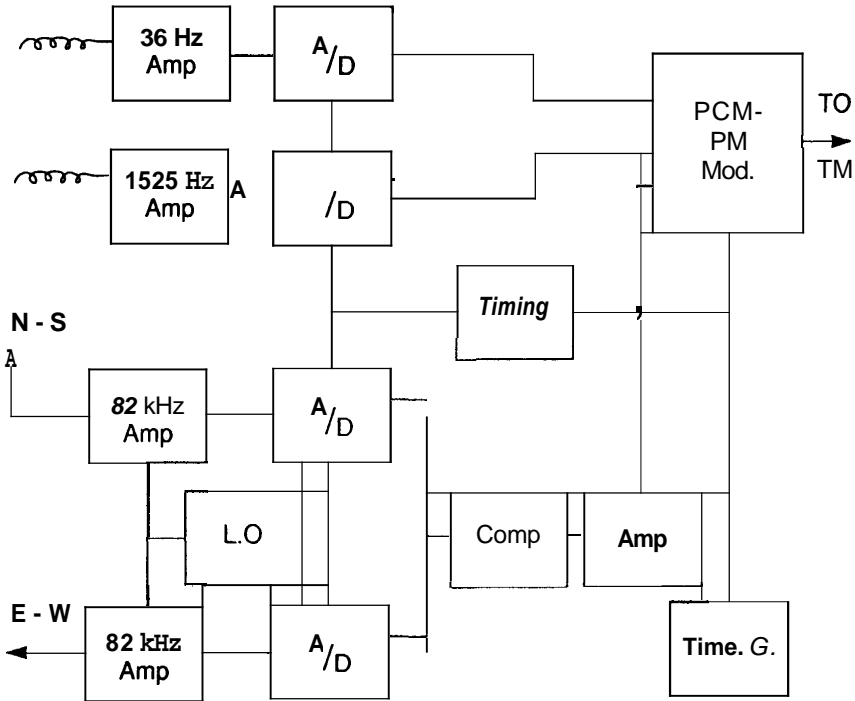 36 Hz
Amp
A/D
PCM-
PM
Mod.
TO
TM
1525 Hz
Amp
A
/D
Timing
N - S
A
82 kHz
Amp
A/D
L.O
Comp
Amp
E - W
82 kHz
Amp
A/D
Time. G.